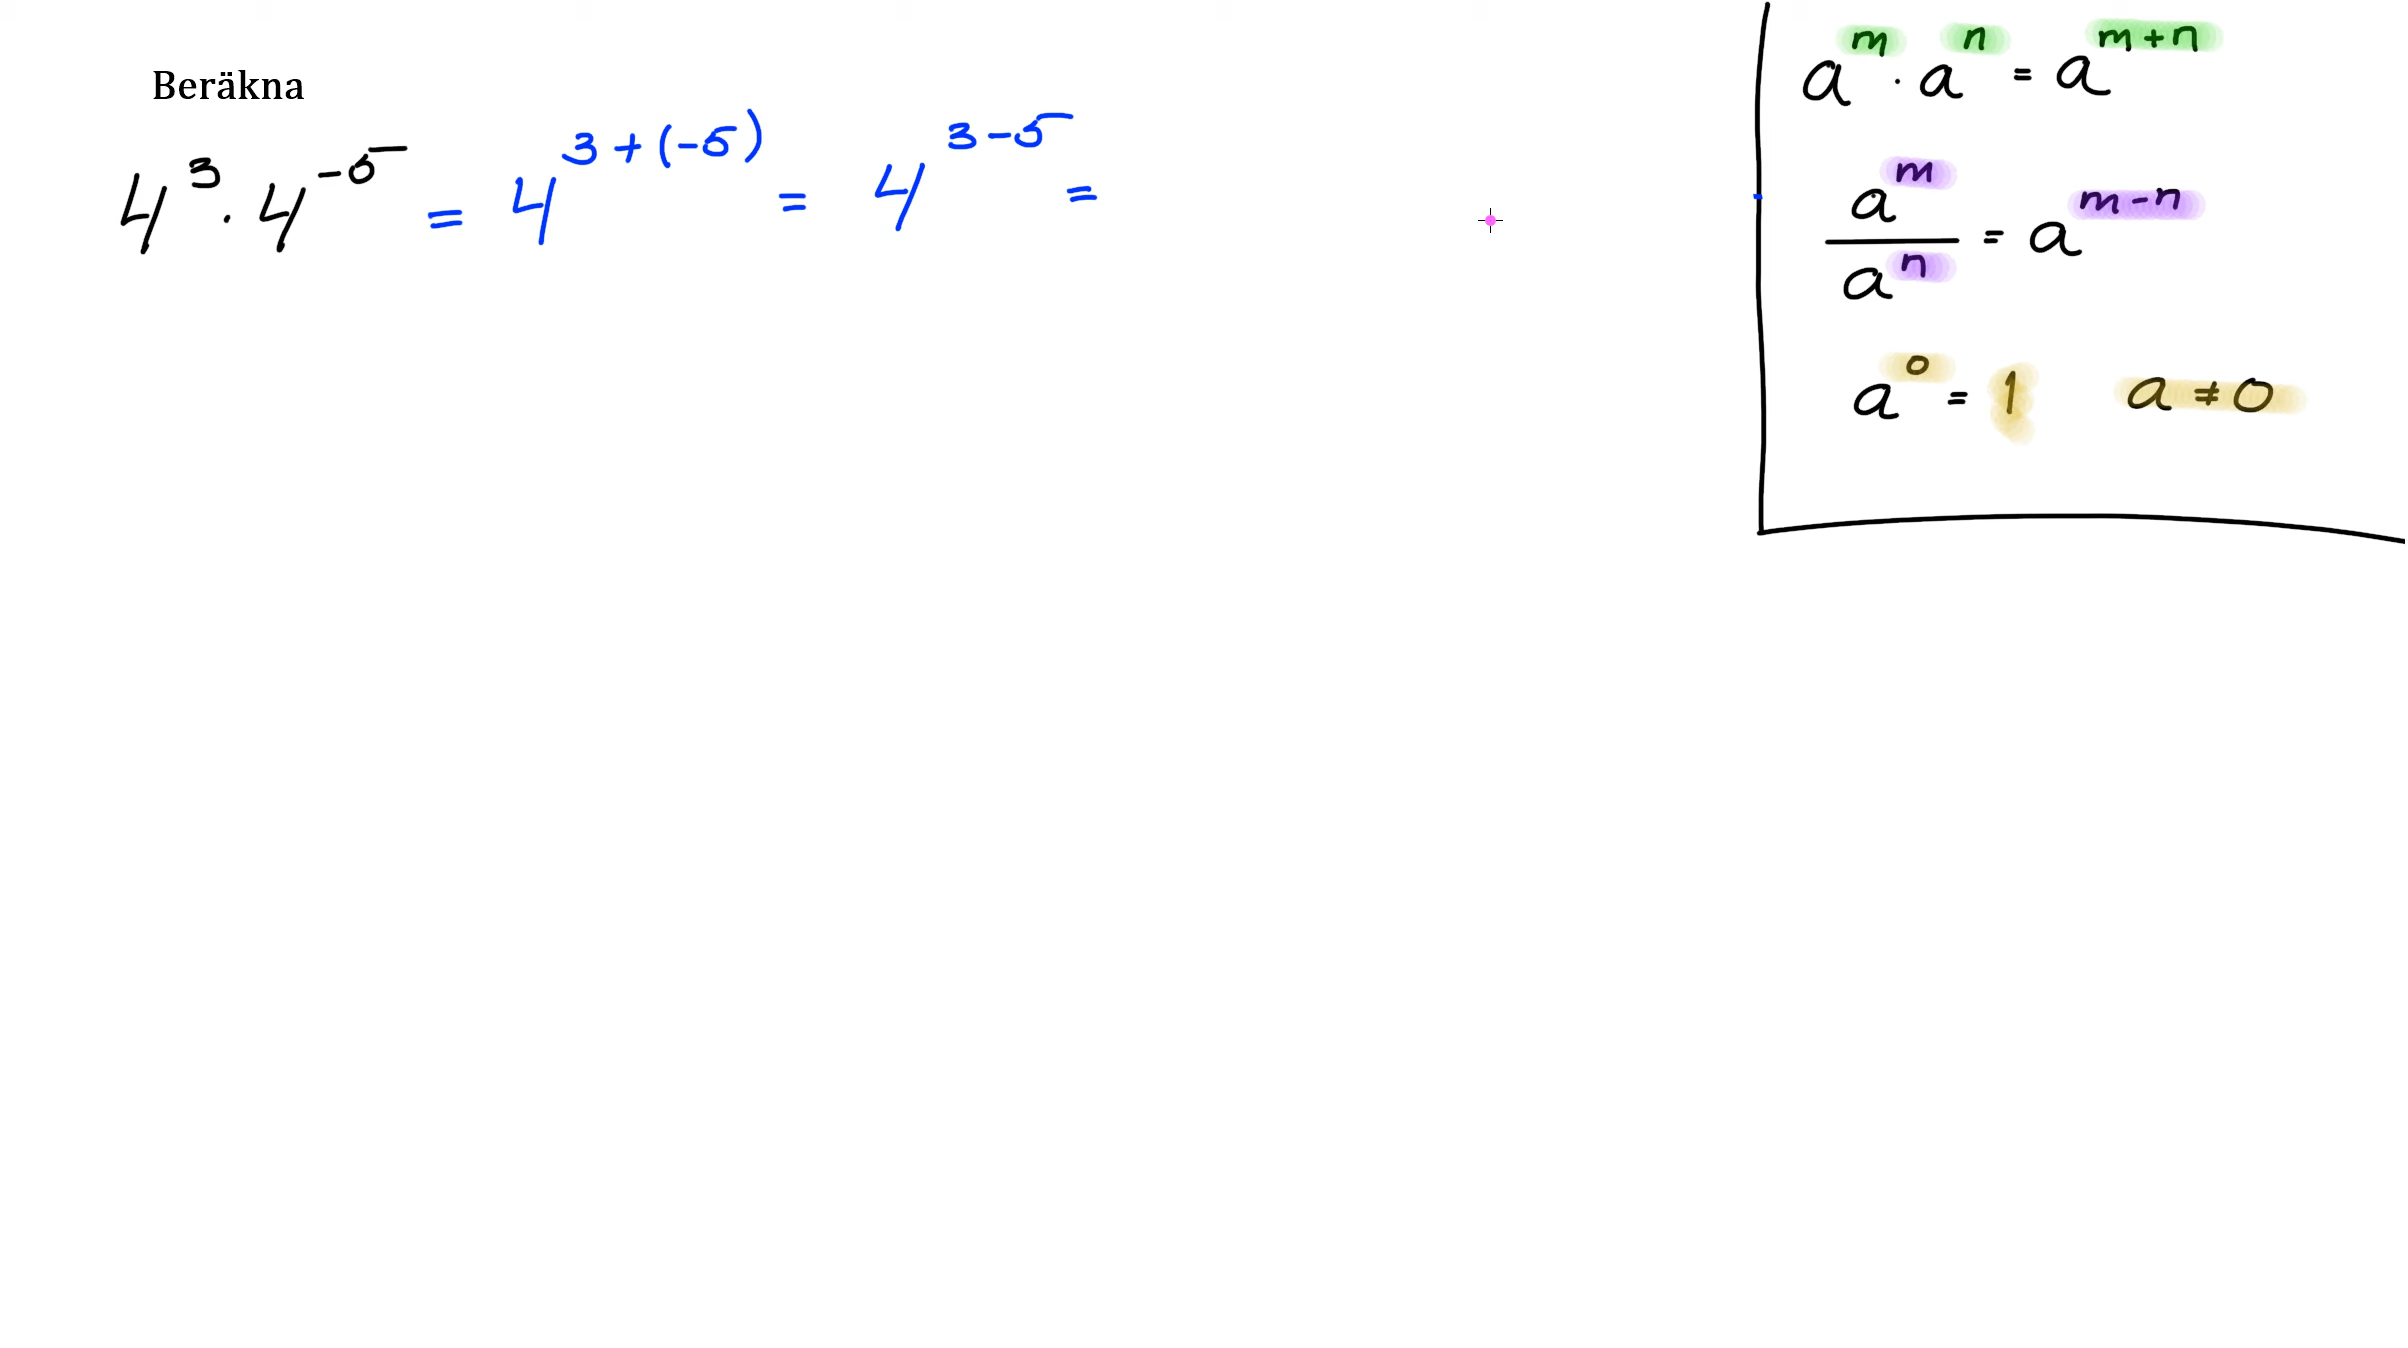 Beräkna
4³ · 4⁻⁵ = 4³⁺⁽⁻⁵⁾ = 4³⁻⁵ =
aᵐ · aⁿ = aᵐ⁺ⁿ
aᵐ / aⁿ = aᵐ⁻ⁿ
a⁰ = 1 a ≠ 0